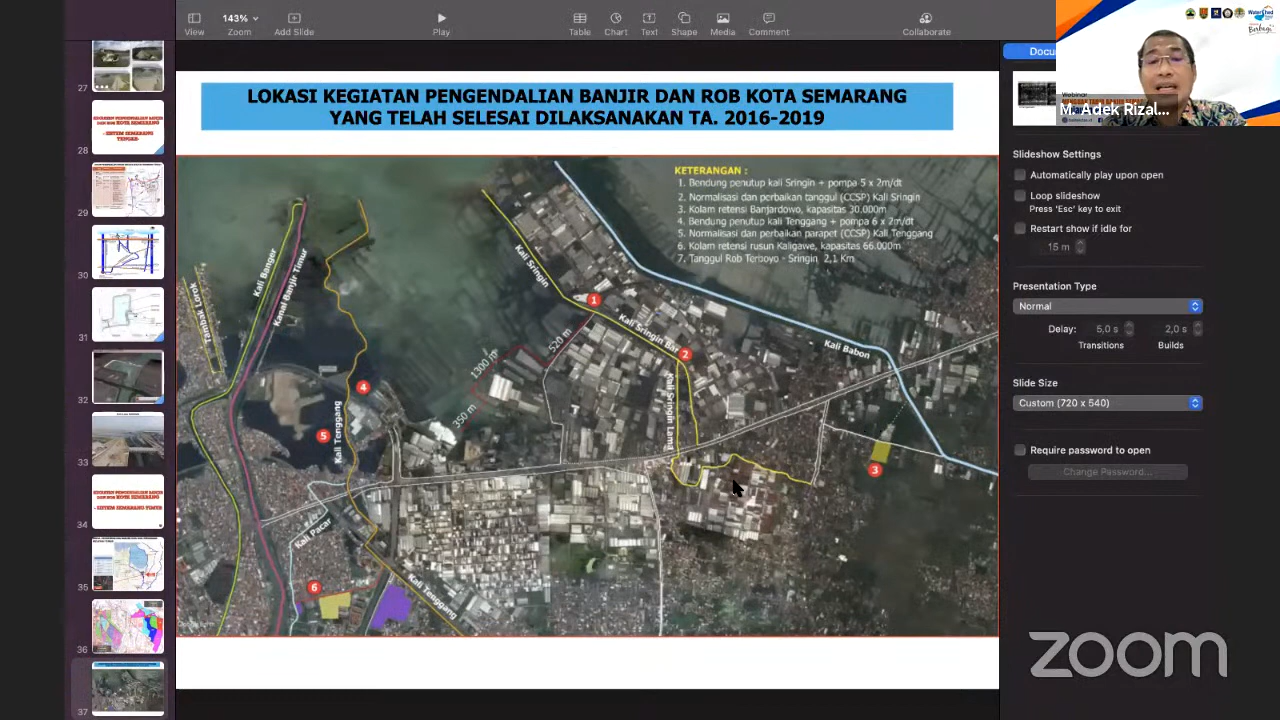 143%
View
Zoom
Add Slide
Play
Table
Chart
Text
Shape
Media
Comment
Collaborate
Webinar
M. Adek Rizal...
27
28
29
30
31
32
33
34
35
36
37
LOKASI KEGIATAN PENGENDALIAN BANJIR DAN ROB KOTA SEMARANG
YANG TELAH SELESAI DILAKSANAKAN TA. 2016-2019
KETERANGAN :
1. Bendung penutup kali Sringin + pompa 5 x 2m/dt
2. Normalisasi dan perbaikan tanggul (CCSP) Kali Sringin
3. Kolam retensi Banjardowo, kapasitas 30.000m
4. Bendung penutup kali Tenggang + pompa 6 x 2m/dt
5. Normalisasi dan perbaikan parapet (CCSP) Kali Tenggang
6. Kolam retensi rusun Kaligawe, kapasitas 66.000m
7. Tanggul Rob Terboyo - Sringin 2,1 Km
Tambak Lorok
Kali Banger
Kanal Banjir Timur
Kali Sringin
1
Kali Sringin Bar
2
Kali Babon
520 m
1300 m
350 m
4
5
Kali Tenggang
Kali Sringin Lama
3
Kali Pacar
6
Kali Tenggang
Docu
Slideshow Settings
Automatically play upon open
Loop slideshow
Press 'Esc' key to exit
Restart show if idle for
15 m
Presentation Type
Normal
Delay: 5,0 s 2,0 s
Transitions Builds
Slide Size
Custom (720 x 540)
Require password to open
Change Password...
zoom